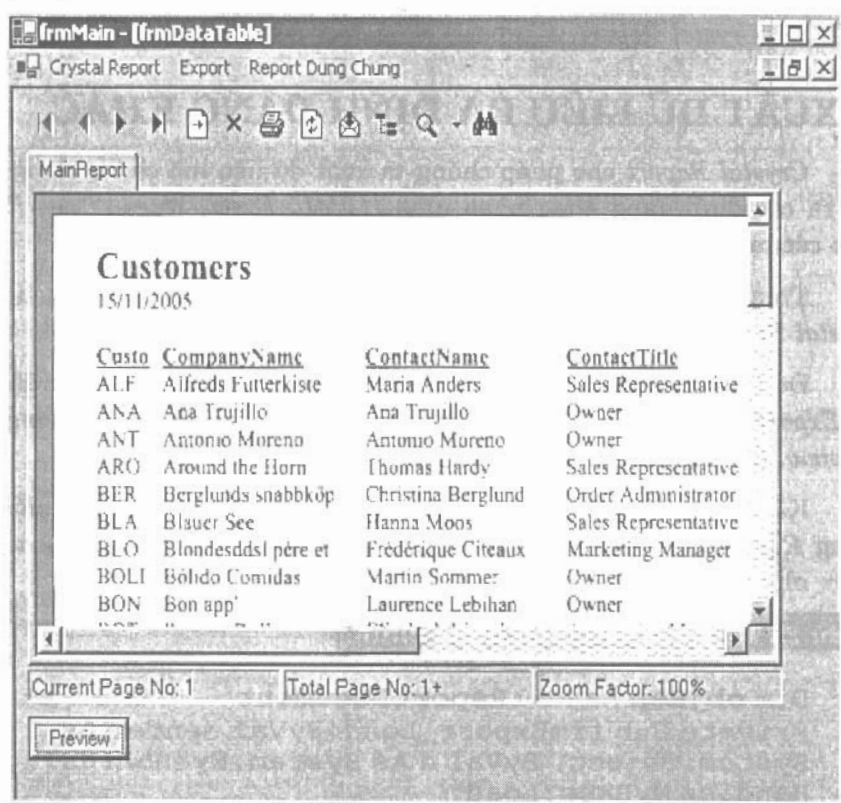 frmMain - [frmDataTable]
Crystal Report Export Report Dung Chung
MainReport
Customers
15/11/2005
Custo CompanyName ContactName ContactTitle
ALF Alfreds Futterkiste Maria Anders Sales Representative
ANA Ana Trujillo Ana Trujillo Owner
ANT Antonio Moreno Antonio Moreno Owner
ARO Around the Horn Thomas Hardy Sales Representative
BER Berglunds snabbköp Christina Berglund Order Administrator
BLA Blauer See Hanna Moos Sales Representative
BLO Blondesddsl père et Frédérique Citeaux Marketing Manager
BOLI Bólido Comidas Martín Sommer Owner
BON Bon app' Laurence Lebihan Owner
Current Page No: 1 Total Page No: 1+ Zoom Factor: 100%
Preview